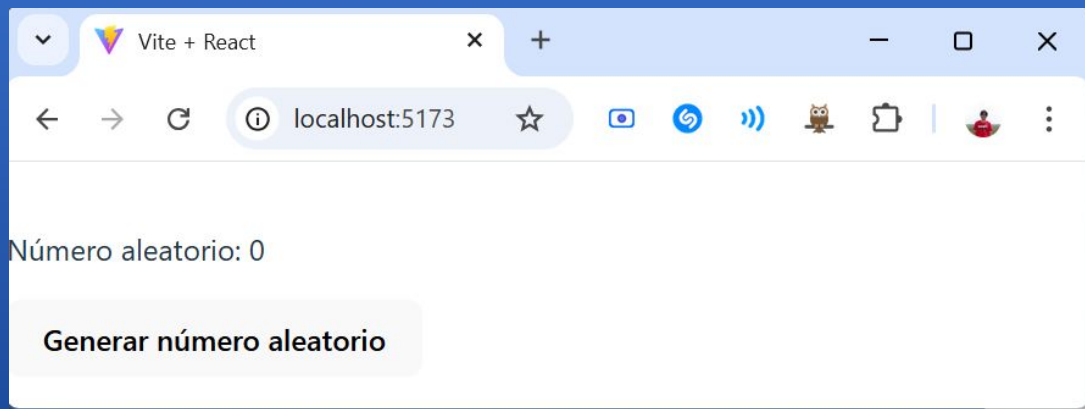 Vite + React
localhost:5173
Número aleatorio: 0
Generar número aleatorio